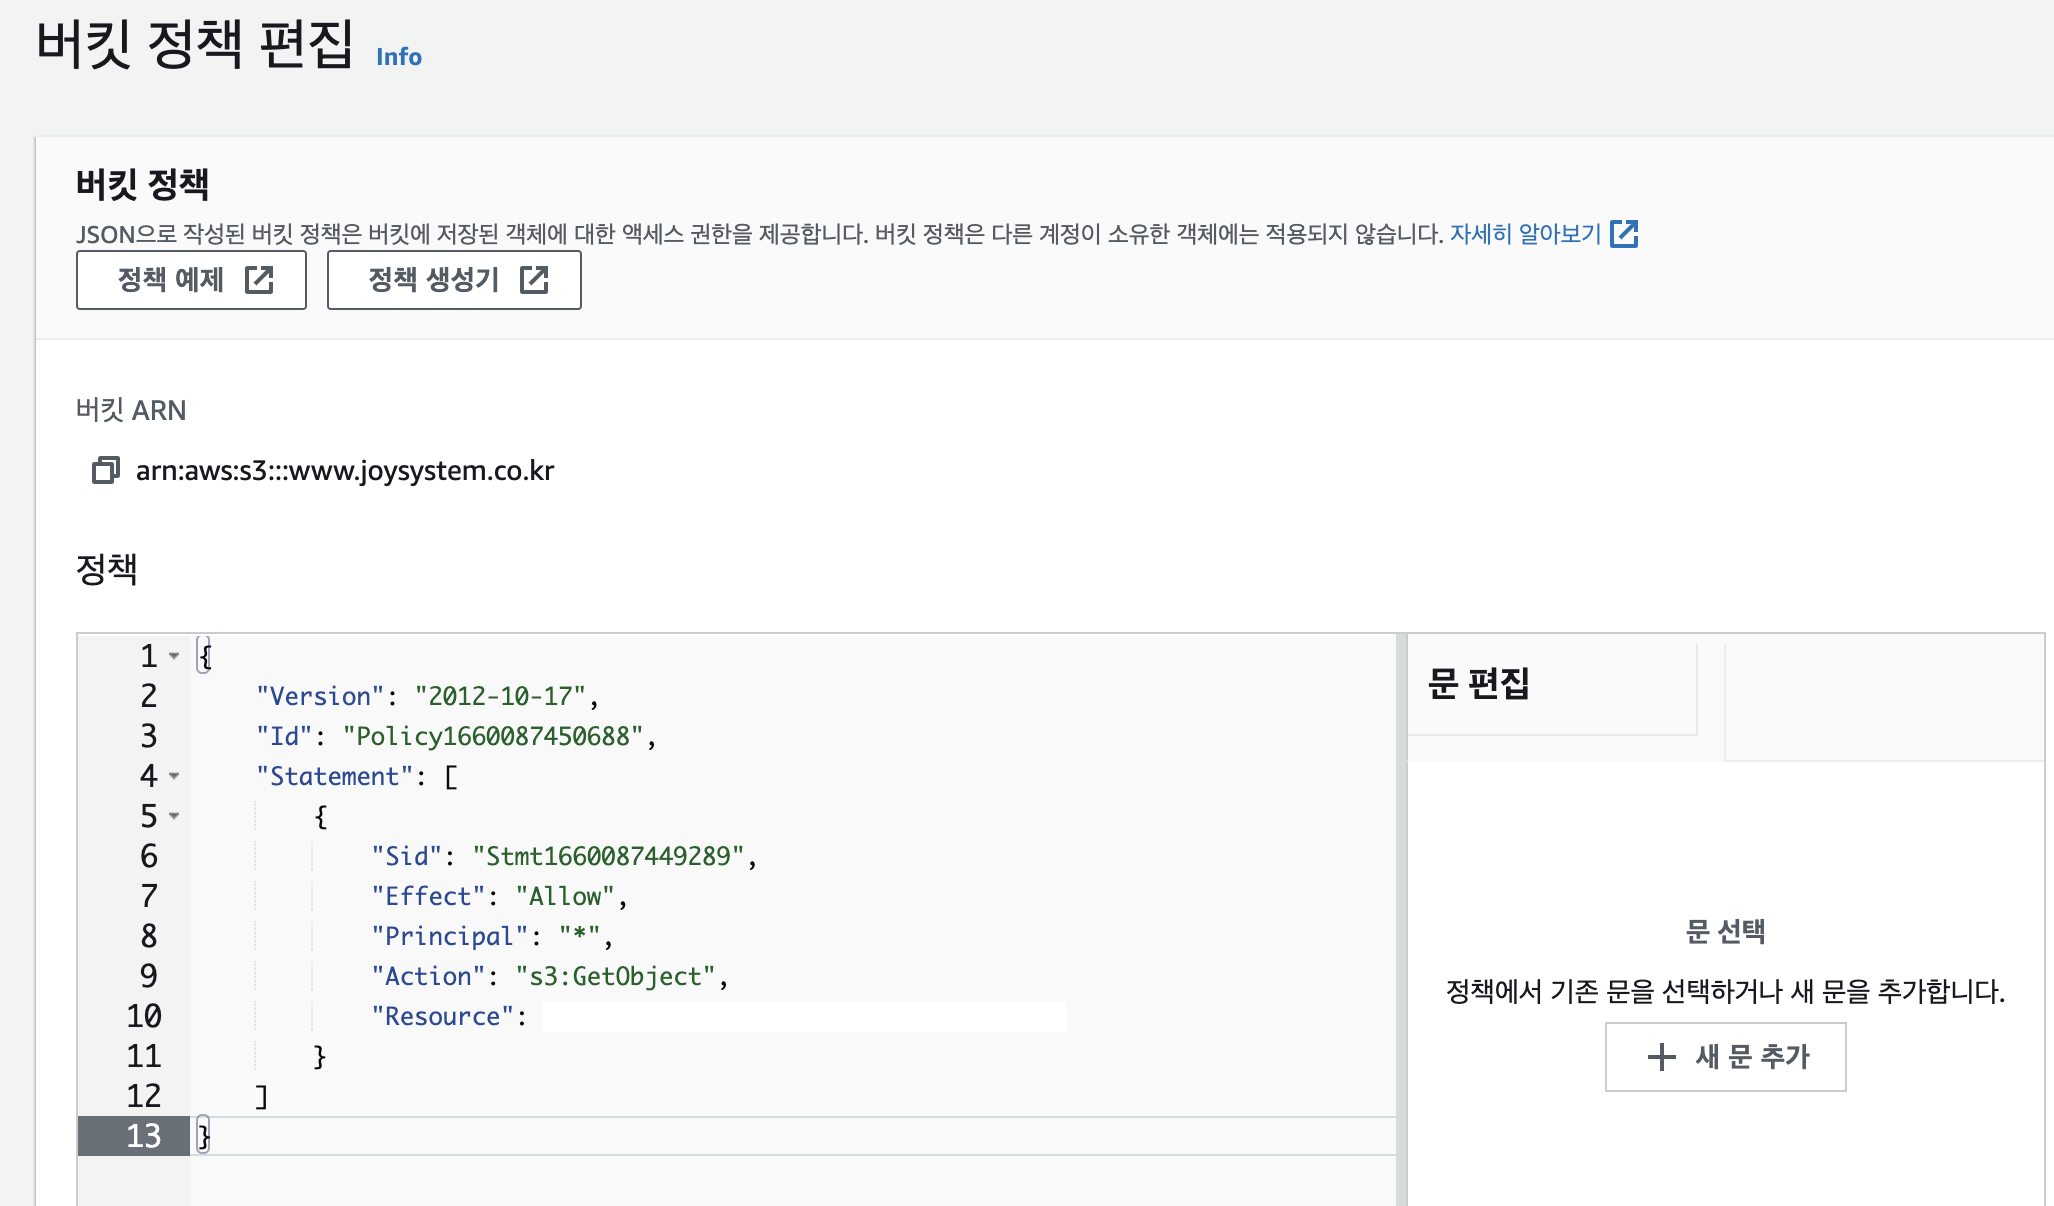 버킷 정책 편집 Info
버킷 정책
JSON으로 작성된 버킷 정책은 버킷에 저장된 객체에 대한 액세스 권한을 제공합니다. 버킷 정책은 다른 계정이 소유한 객체에는 적용되지 않습니다. 자세히 알아보기
정책 예제 정책 생성기
버킷 ARN
arn:aws:s3:::www.joysystem.co.kr
정책
1 {
2 "Version": "2012-10-17",
3 "Id": "Policy1660087450688",
4 "Statement": [
5 {
6 "Sid": "Stmt1660087449289",
7 "Effect": "Allow",
8 "Principal": "*",
9 "Action": "s3:GetObject",
10 "Resource":
11 }
12 ]
13 }
문 편집
문 선택
정책에서 기존 문을 선택하거나 새 문을 추가합니다.
새 문 추가